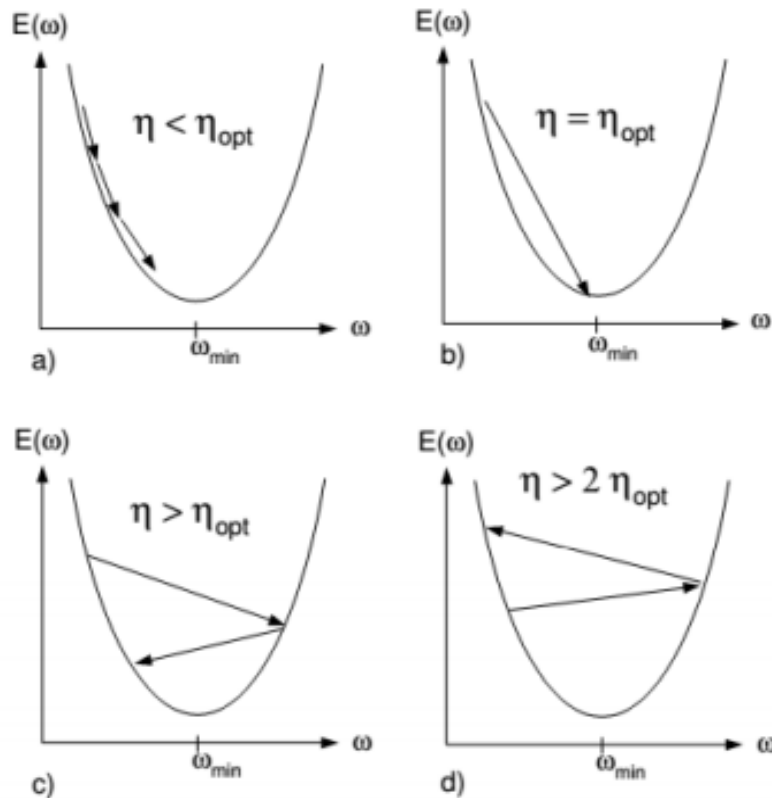 E(ω)
η < η_opt
ω
ω_min
a)
E(ω)
η = η_opt
ω
ω_min
b)
E(ω)
η > η_opt
ω
ω_min
c)
E(ω)
η > 2 η_opt
ω
ω_min
d)